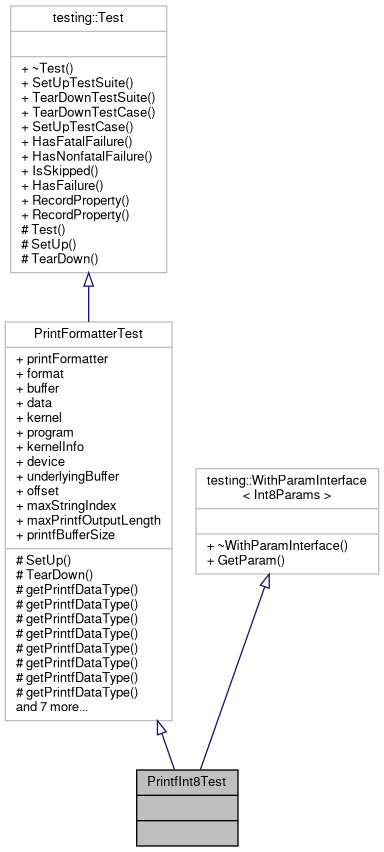 testing::Test
+ ~Test()
+ SetUpTestSuite()
+ TearDownTestSuite()
+ TearDownTestCase()
+ SetUpTestCase()
+ HasFatalFailure()
+ HasNonfatalFailure()
+ IsSkipped()
+ HasFailure()
+ RecordProperty()
+ RecordProperty()
# Test()
# SetUp()
# TearDown()
PrintFormatterTest
+ printFormatter
+ format
+ buffer
+ data
+ kernel
+ program
+ kernelInfo
+ device
+ underlyingBuffer
+ offset
+ maxStringIndex
+ maxPrintfOutputLength
+ printfBufferSize
# SetUp()
# TearDown()
# getPrintfDataType()
# getPrintfDataType()
# getPrintfDataType()
# getPrintfDataType()
# getPrintfDataType()
# getPrintfDataType()
# getPrintfDataType()
# getPrintfDataType()
and 7 more...
testing::WithParamInterface
< Int8Params >
+ ~WithParamInterface()
+ GetParam()
PrintfInt8Test